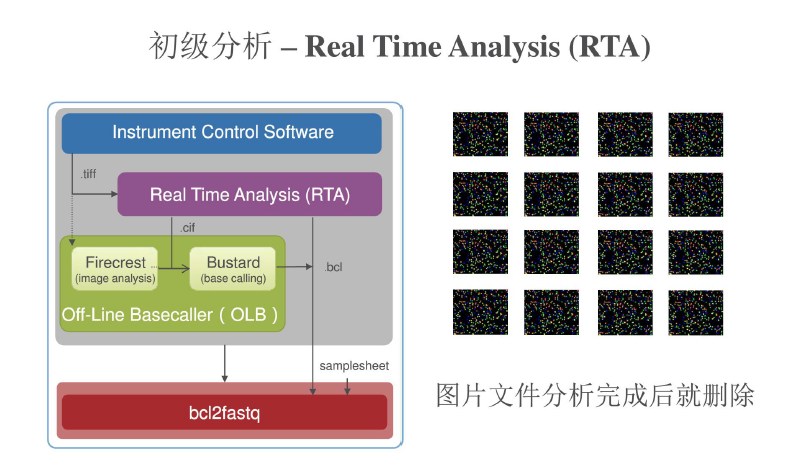 初级分析 – Real Time Analysis (RTA)
Instrument Control Software
.tiff
Real Time Analysis (RTA)
.cif
Firecrest
(image analysis)
Bustard
(base calling)
.bcl
Off-Line Basecaller ( OLB )
samplesheet
bcl2fastq
图片文件分析完成后就删除